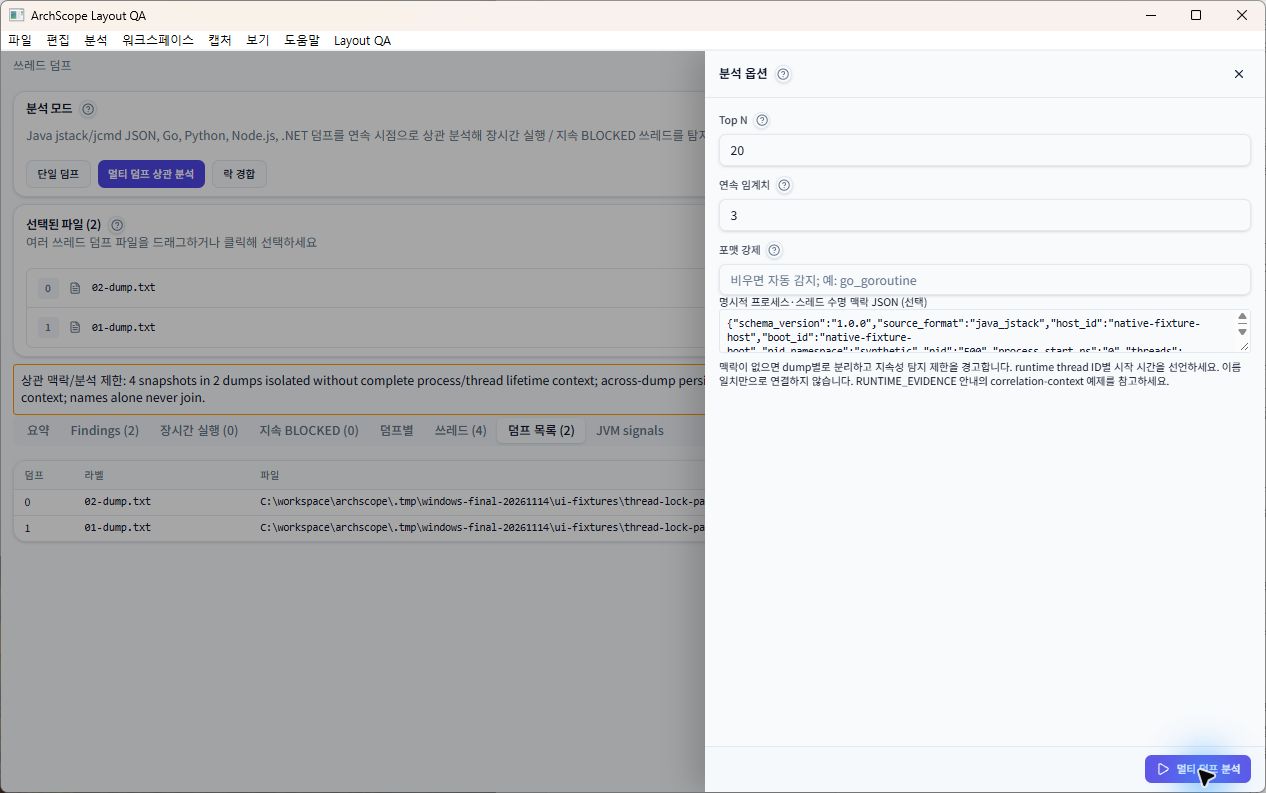 ArchScope Layout QA
파일 편집 분석 워크스페이스 캡처 보기 도움말 Layout QA
쓰레드 덤프
분석 모드
Java jstack/jcmd JSON, Go, Python, Node.js, .NET 덤프를 연속 시점으로 상관 분석해 장시간 실행 / 지속 BLOCKED 쓰레드를 탐지
단일 덤프 멀티 덤프 상관 분석 락 경합
선택된 파일 (2)
여러 쓰레드 덤프 파일을 드래그하거나 클릭해 선택하세요
0 02-dump.txt
1 01-dump.txt
상관 맥락/분석 제한: 4 snapshots in 2 dumps isolated without complete process/thread lifetime context; across-dump persi
context; names alone never join.
요약 Findings (2) 장시간 실행 (0) 지속 BLOCKED (0) 덤프별 쓰레드 (4) 덤프 목록 (2) JVM signals
덤프 라벨 파일
0 02-dump.txt C:\workspace\archscope\.tmp\windows-final-20261114\ui-fixtures\thread-lock-pa
1 01-dump.txt C:\workspace\archscope\.tmp\windows-final-20261114\ui-fixtures\thread-lock-pa
분석 옵션
Top N
20
연속 임계치
3
포맷 강제
비우면 자동 감지; 예: go_goroutine
명시적 프로세스·스레드 수명 맥락 JSON (선택)
{"schema_version":"1.0.0","source_format":"java_jstack","host_id":"native-fixture-
host","boot_id":"native-fixture-
boot","pid_namespace":"synthetic","pid":"500","process_start_ns":"0","threads":
맥락이 없으면 dump별로 분리하고 지속성 탐지 제한을 경고합니다. runtime thread ID별 시작 시간을 선언하세요. 이름
일치만으로 연결하지 않습니다. RUNTIME_EVIDENCE 안내의 correlation-context 예제를 참고하세요.
멀티 덤프 분석